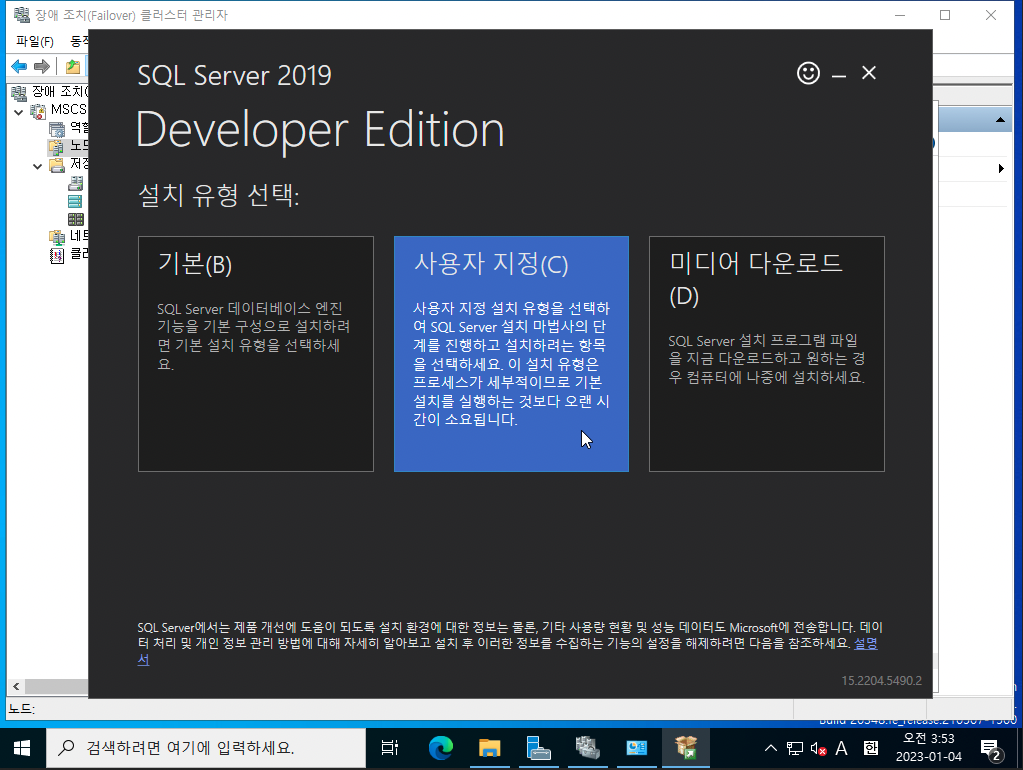 장애 조치(Failover) 클러스터 관리자
파일(F)
장애 조치(
MSCS
역할
노드
저장
네트
클러
SQL Server 2019
Developer Edition
설치 유형 선택:
기본(B)
SQL Server 데이터베이스 엔진
기능을 기본 구성으로 설치하려
면 기본 설치 유형을 선택하세
요.
사용자 지정(C)
사용자 지정 설치 유형을 선택하
여 SQL Server 설치 마법사의 단
계를 진행하고 설치하려는 항목
을 선택하세요. 이 설치 유형은
프로세스가 세부적이므로 기본
설치를 실행하는 것보다 오랜 시
간이 소요됩니다.
미디어 다운로드
(D)
SQL Server 설치 프로그램 파일
을 지금 다운로드하고 원하는 경
우 컴퓨터에 나중에 설치하세요.
SQL Server에서는 제품 개선에 도움이 되도록 설치 환경에 대한 정보는 물론, 기타 사용량 현황 및 성능 데이터도 Microsoft에 전송합니다. 데이
터 처리 및 개인 정보 관리 방법에 대해 자세히 알아보고 설치 후 이러한 정보를 수집하는 기능의 설정을 해제하려면 다음을 참조하세요. 설명
서
15.2204.5490.2
노드:
검색하려면 여기에 입력하세요.
A
한
오전 3:53
2023-01-04
2